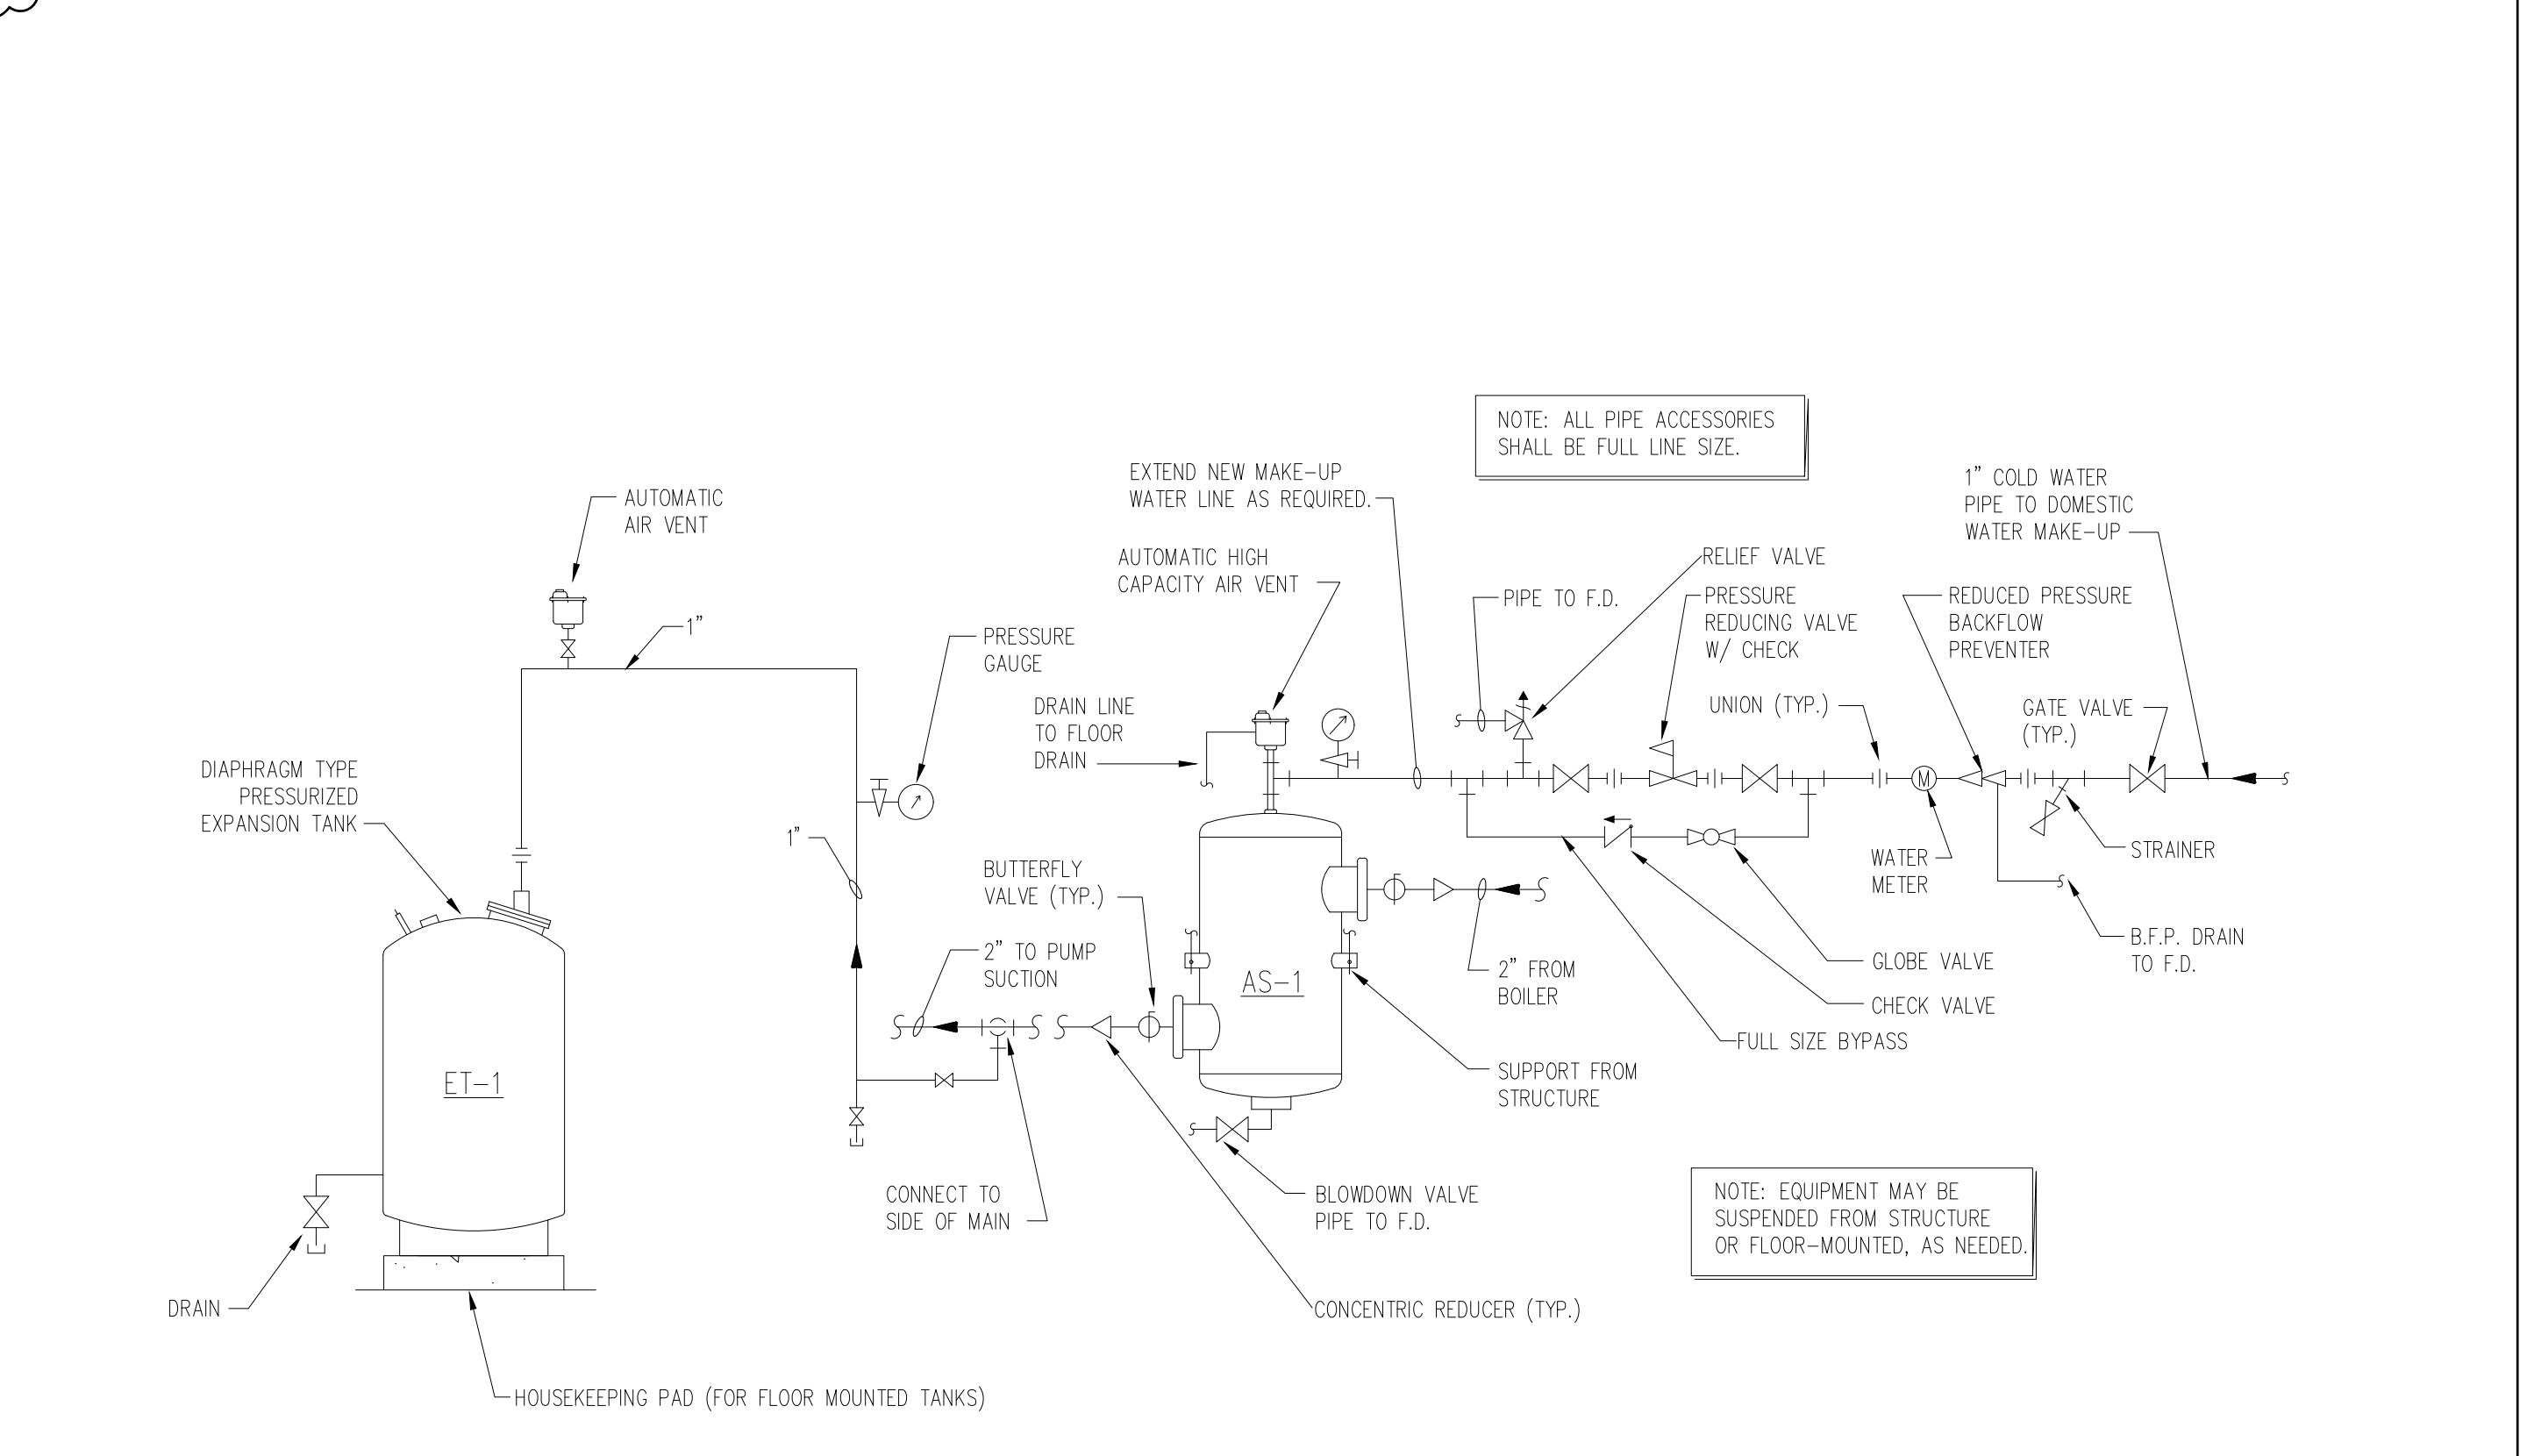 NOTE: ALL PIPE ACCESSORIES
SHALL BE FULL LINE SIZE.
EXTEND NEW MAKE-UP
WATER LINE AS REQUIRED.
1" COLD WATER
PIPE TO DOMESTIC
WATER MAKE-UP
AUTOMATIC
AIR VENT
AUTOMATIC HIGH
CAPACITY AIR VENT
RELIEF VALVE
PIPE TO F.D.
PRESSURE
REDUCING VALVE
W/ CHECK
REDUCED PRESSURE
BACKFLOW
PREVENTER
1"
PRESSURE
GAUGE
DRAIN LINE
TO FLOOR
DRAIN
UNION (TYP.)
GATE VALVE
(TYP.)
DIAPHRAGM TYPE
PRESSURIZED
EXPANSION TANK
M
1"
BUTTERFLY
VALVE (TYP.)
WATER
METER
STRAINER
2" TO PUMP
SUCTION
AS-1
2" FROM
BOILER
GLOBE VALVE
B.F.P. DRAIN
TO F.D.
CHECK VALVE
FULL SIZE BYPASS
ET-1
SUPPORT FROM
STRUCTURE
CONNECT TO
SIDE OF MAIN
BLOWDOWN VALVE
PIPE TO F.D.
NOTE: EQUIPMENT MAY BE
SUSPENDED FROM STRUCTURE
OR FLOOR-MOUNTED, AS NEEDED.
DRAIN
CONCENTRIC REDUCER (TYP.)
HOUSEKEEPING PAD (FOR FLOOR MOUNTED TANKS)